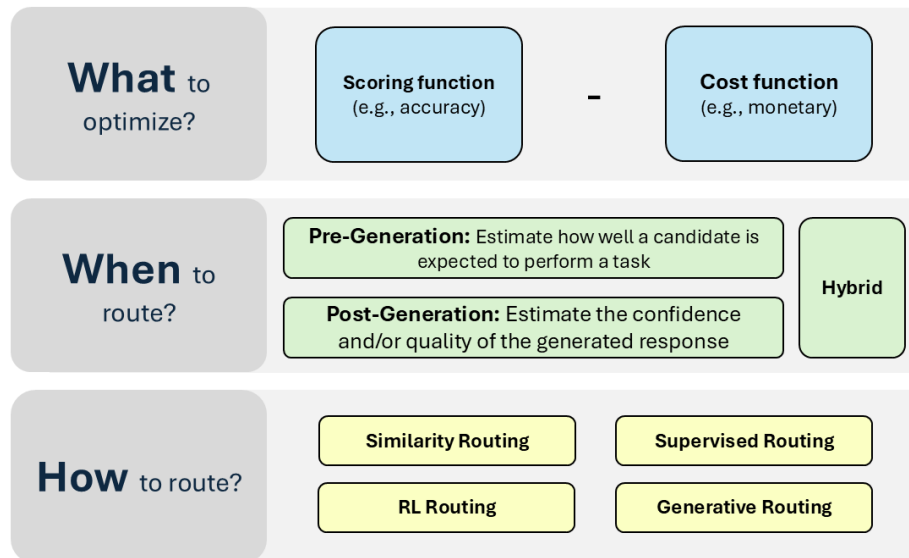 What to
optimize?
Scoring function
(e.g., accuracy)
-
Cost function
(e.g., monetary)
When to
route?
Pre-Generation: Estimate how well a candidate is
expected to perform a task
Post-Generation: Estimate the confidence
and/or quality of the generated response
Hybrid
How to route?
Similarity Routing
Supervised Routing
RL Routing
Generative Routing